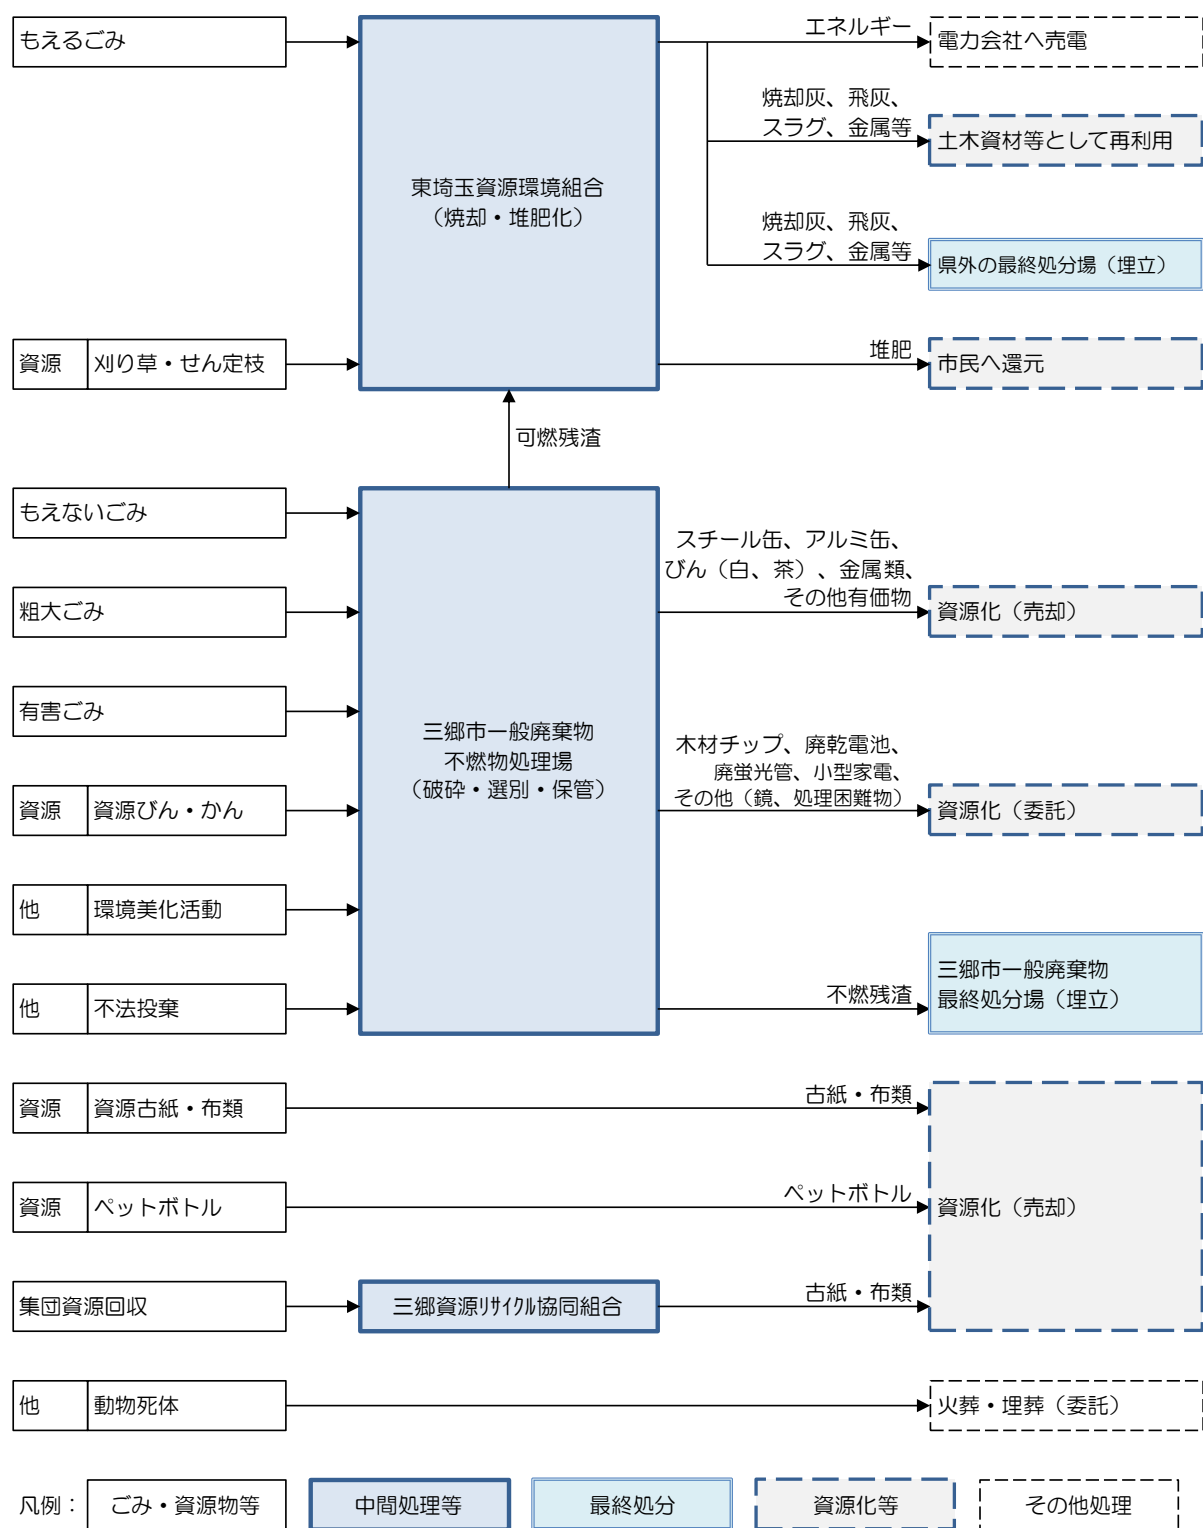 もえるごみ
エネルギー
電力会社へ売電
焼却灰、飛灰、
スラグ、金属等
土木資材等として再利用
東埼玉資源環境組合
（焼却・堆肥化）
焼却灰、飛灰、
スラグ、金属等
県外の最終処分場（埋立）
資源 刈り草・せん定枝
堆肥
市民へ還元
可燃残渣
もえないごみ
スチール缶、アルミ缶、
びん（白、茶）、金属類、
その他有価物
粗大ごみ
資源化（売却）
有害ごみ
三郷市一般廃棄物
不燃物処理場
（破砕・選別・保管）
木材チップ、廃乾電池、
廃蛍光管、小型家電、
その他（鏡、処理困難物）
資源 資源びん・かん
資源化（委託）
他 環境美化活動
三郷市一般廃棄物
最終処分場（埋立）
他 不法投棄
不燃残渣
資源 資源古紙・布類
古紙・布類
資源 ペットボトル
ペットボトル
資源化（売却）
集団資源回収
三郷資源ﾘｻｲｸﾙ協同組合
古紙・布類
他 動物死体
火葬・埋葬（委託）
凡例： ごみ・資源物等 中間処理等 最終処分 資源化等 その他処理